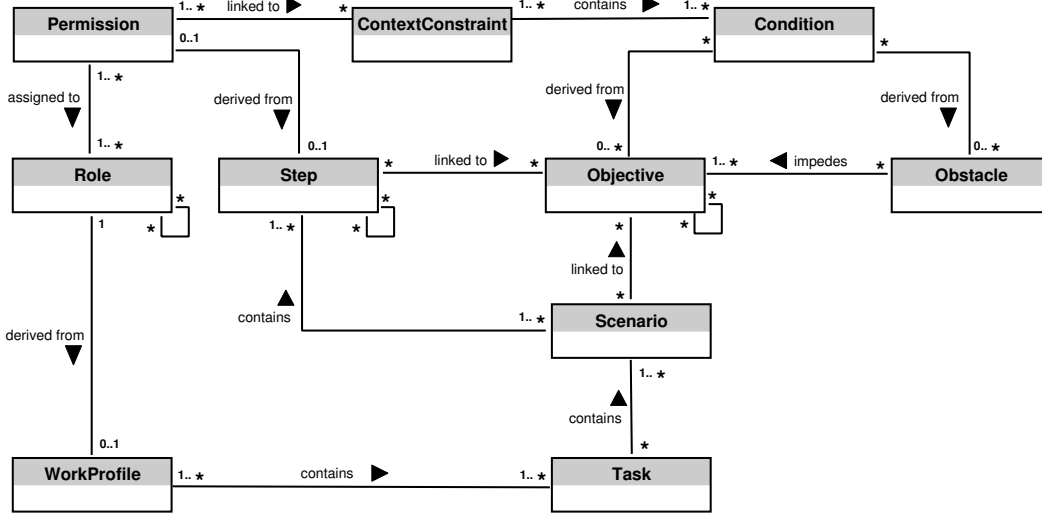 1.. * linked to * 1.. * contains 1.. *
Permission ContextConstraint Condition
0..1 * *
1.. * derived from derived from derived from
assigned to
1.. * 0..1 0.. * 0.. *
* linked to * 1.. * impedes *
Role Step Objective Obstacle
* * *
1 * 1.. * * * *
linked to
*
contains 1.. * Scenario
derived from
1.. *
contains
0..1 *
WorkProfile 1.. * contains 1.. * Task